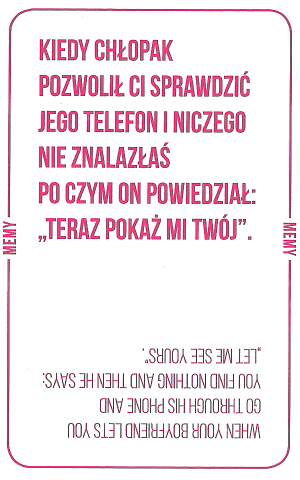 KIEDY CHŁOPAK
POZWOLIŁ CI SPRAWDZIĆ
JEGO TELEFON I NICZEGO
NIE ZNALAZŁAŚ
PO CZYM ON POWIEDZIAŁ:
„TERAZ POKAŻ MI TWÓJ”.
MEMY
MEMY
WHEN YOUR BOYFRIEND LETS YOU
GO THROUGH HIS PHONE AND
YOU FIND NOTHING AND THEN HE SAYS:
„LET ME SEE YOURS”.